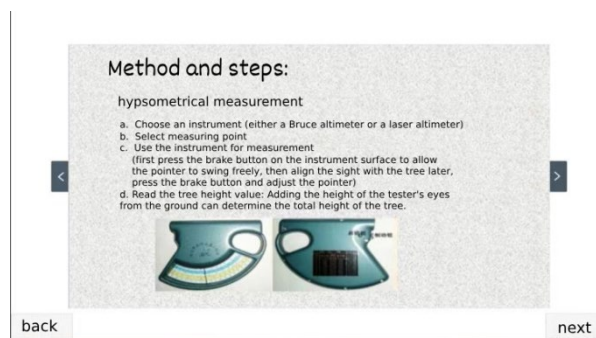 Method and steps:
hypsometrical measurement
a. Choose an instrument (either a Bruce altimeter or a laser altimeter)
b. Select measuring point
c. Use the instrument for measurement
(first press the brake button on the instrument surface to allow
the pointer to swing freely, then align the sight with the tree later,
press the brake button and adjust the pointer)
d. Read the tree height value: Adding the height of the tester's eyes
from the ground can determine the total height of the tree.
<
>
back
next